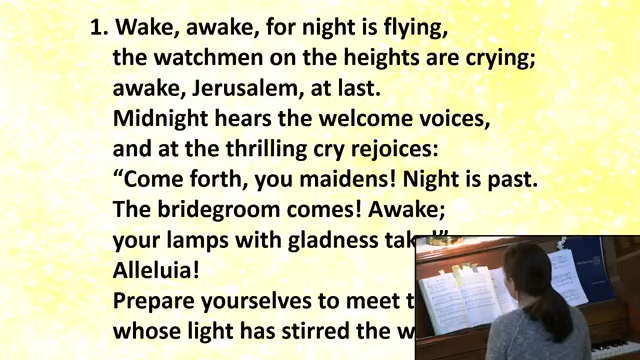 1. Wake, awake, for night is flying,
the watchmen on the heights are crying;
awake, Jerusalem, at last.
Midnight hears the welcome voices,
and at the thrilling cry rejoices:
“Come forth, you maidens! Night is past.
The bridegroom comes! Awake;
your lamps with gladness
Alleluia!
Prepare yourselves to meet
whose light has stirred the